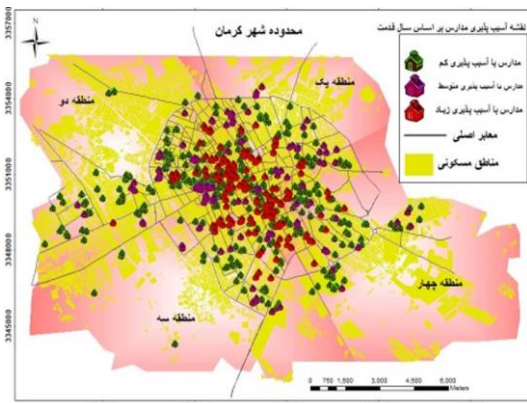 محدوده شهر کرمان
نقشه آسیب پذیری مدارس بر اساس سال قدمت
مدارس با آسیب پذیری کم
مدارس با آسیب پذیری متوسط
مدارس با آسیب پذیری زیاد
معابر اصلی
مناطق مسکونی
N
منطقه یک
منطقه دو
منطقه سه
منطقه چهار
3357000
3354000
3351000
3348000
3345000
0 750 1,500 3,000 4,500 6,000
Meters